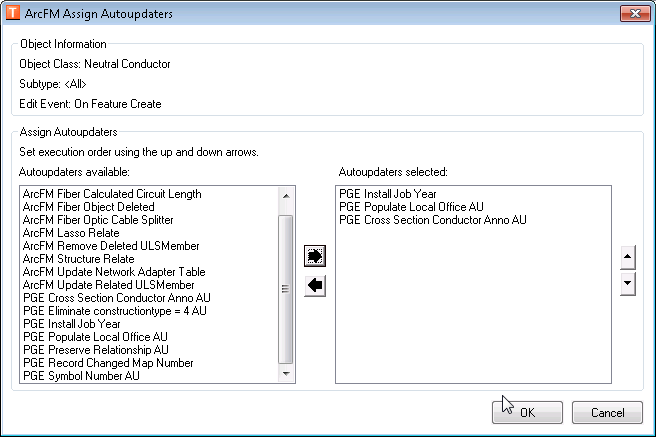 T ArcFM Assign Autoupdaters
Object Information
Object Class: Neutral Conductor
Subtype: <All>
Edit Event: On Feature Create
Assign Autoupdaters
Set execution order using the up and down arrows.
Autoupdaters available:
ArcFM Fiber Calculated Circuit Length
ArcFM Fiber Object Deleted
ArcFM Fiber Optic Cable Splitter
ArcFM Lasso Relate
ArcFM Remove Deleted ULSMember
ArcFM Structure Relate
ArcFM Update Network Adapter Table
ArcFM Update Related ULSMember
PGE Cross Section Conductor Anno AU
PGE Eliminate constructiontype = 4 AU
PGE Install Job Year
PGE Populate Local Office AU
PGE Preserve Relationship AU
PGE Record Changed Map Number
PGE Symbol Number AU
Autoupdaters selected:
PGE Install Job Year
PGE Populate Local Office AU
PGE Cross Section Conductor Anno AU
OK
Cancel